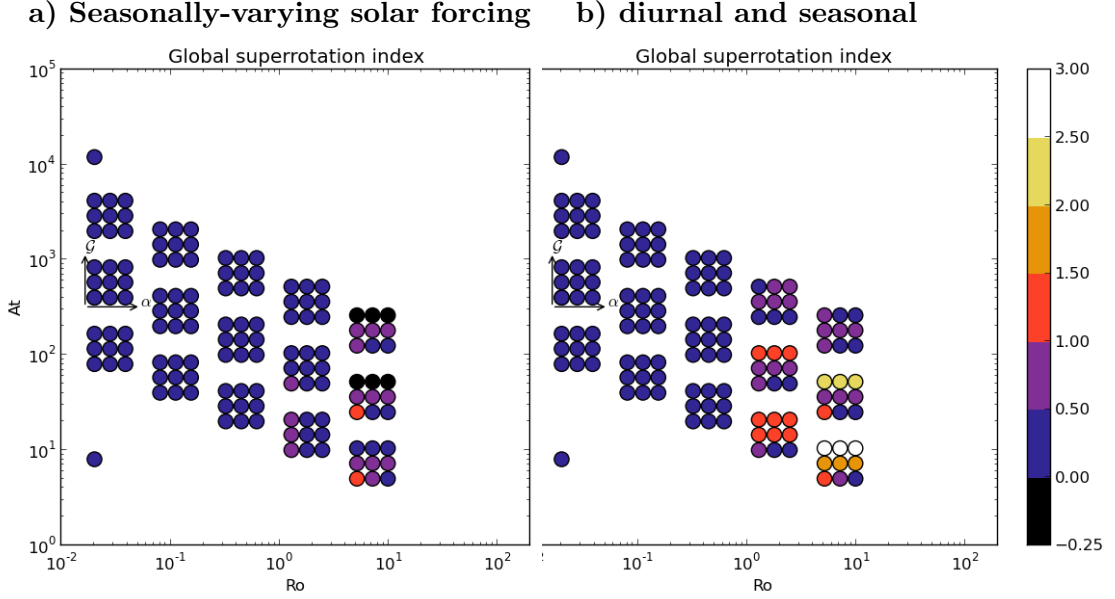 a) Seasonally-varying solar forcing
b) diurnal and seasonal
Global superrotation index
Global superrotation index
10^5
10^4
10^3
10^2
10^1
10^0
At
𝒢
α
10^-2
10^-1
10^0
10^1
10^2
Ro
𝒢
α
10^-1
10^0
10^1
10^2
Ro
3.00
2.50
2.00
1.50
1.00
0.50
0.00
−0.25